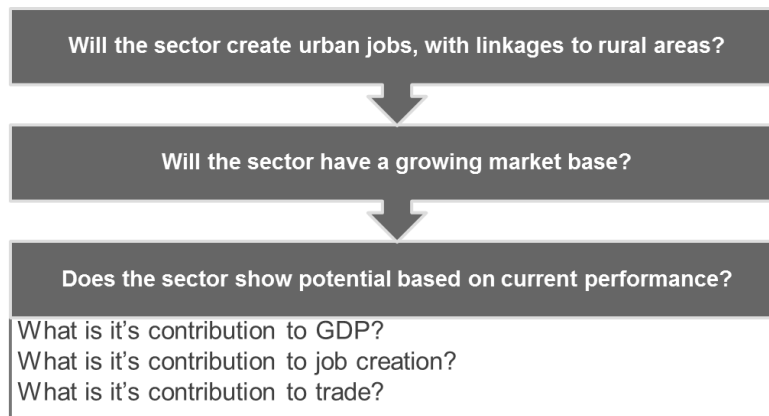 Will the sector create urban jobs, with linkages to rural areas?
Will the sector have a growing market base?
Does the sector show potential based on current performance?
What is it’s contribution to GDP?
What is it’s contribution to job creation?
What is it’s contribution to trade?